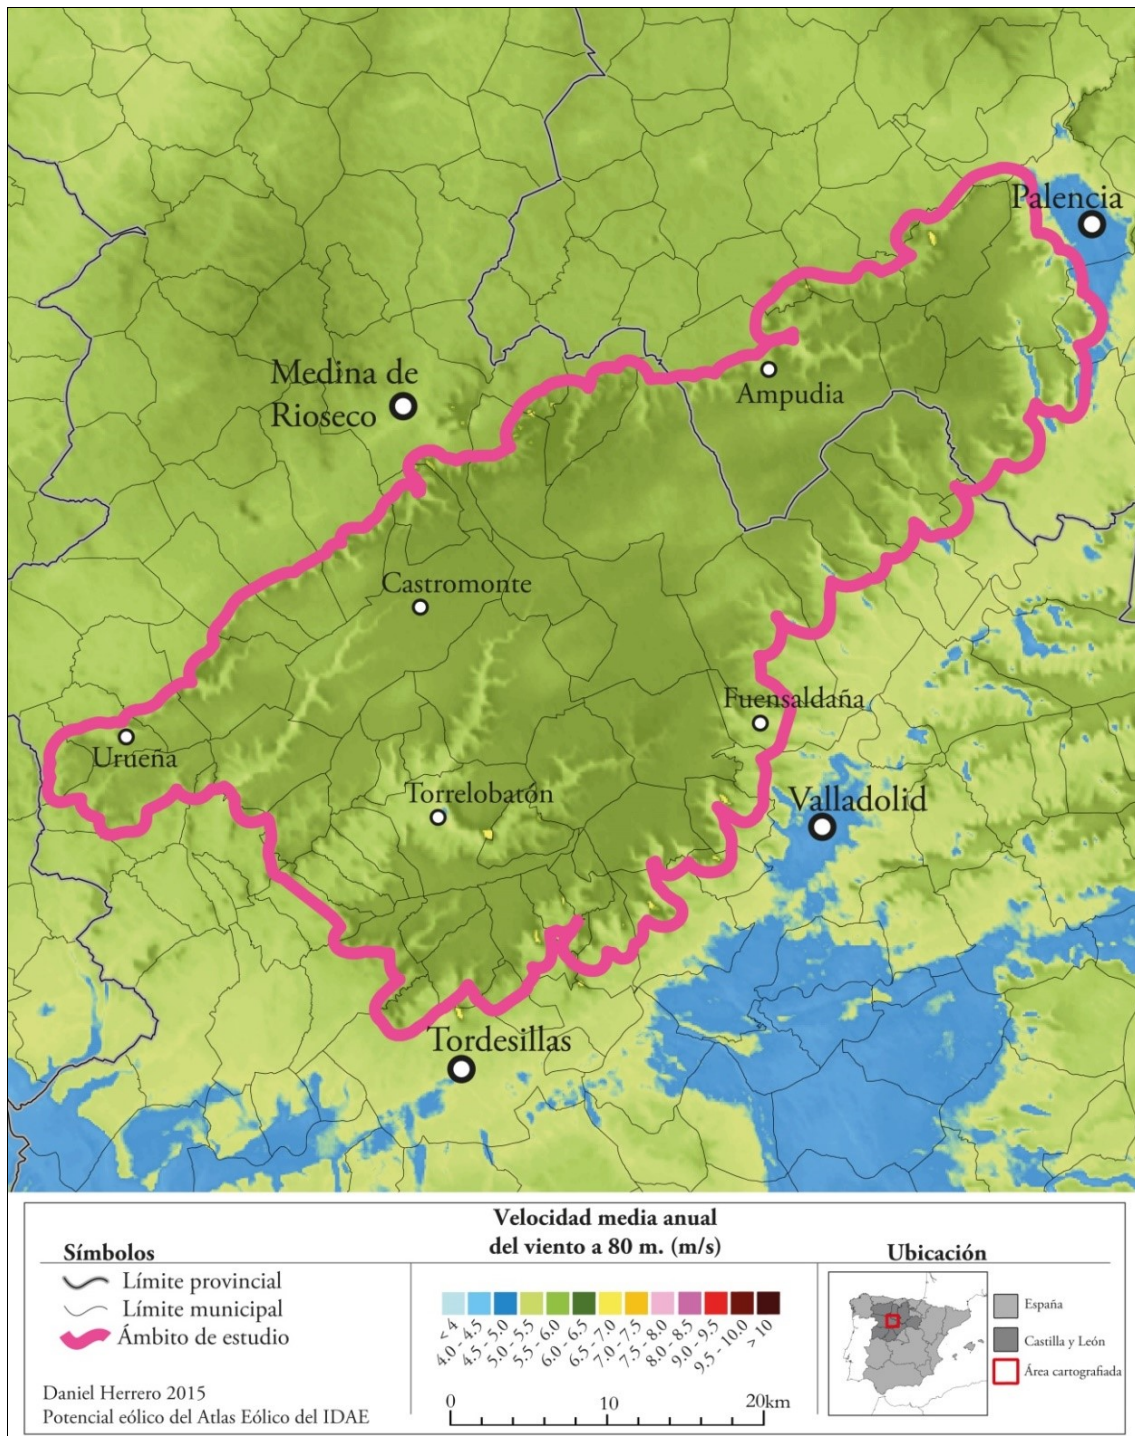 Palencia
Medina de
Rioseco
Ampudia
Castromonte
Fuensaldaña
Urueña
Torrelobatón
Valladolid
Tordesillas
Símbolos
Límite provincial
Límite municipal
Ámbito de estudio
Daniel Herrero 2015
Potencial eólico del Atlas Eólico del IDAE
Velocidad media anual
del viento a 80 m. (m/s)
< 4
4.0 - 4.5
4.5 - 5.0
5.0 - 5.5
5.5 - 6.0
6.0 - 6.5
6.5 - 7.0
7.0 - 7.5
7.5 - 8.0
8.0 - 8.5
9.0 - 9.5
9.5 - 10.0
> 10
0 10 20km
Ubicación
España
Castilla y León
Área cartografiada